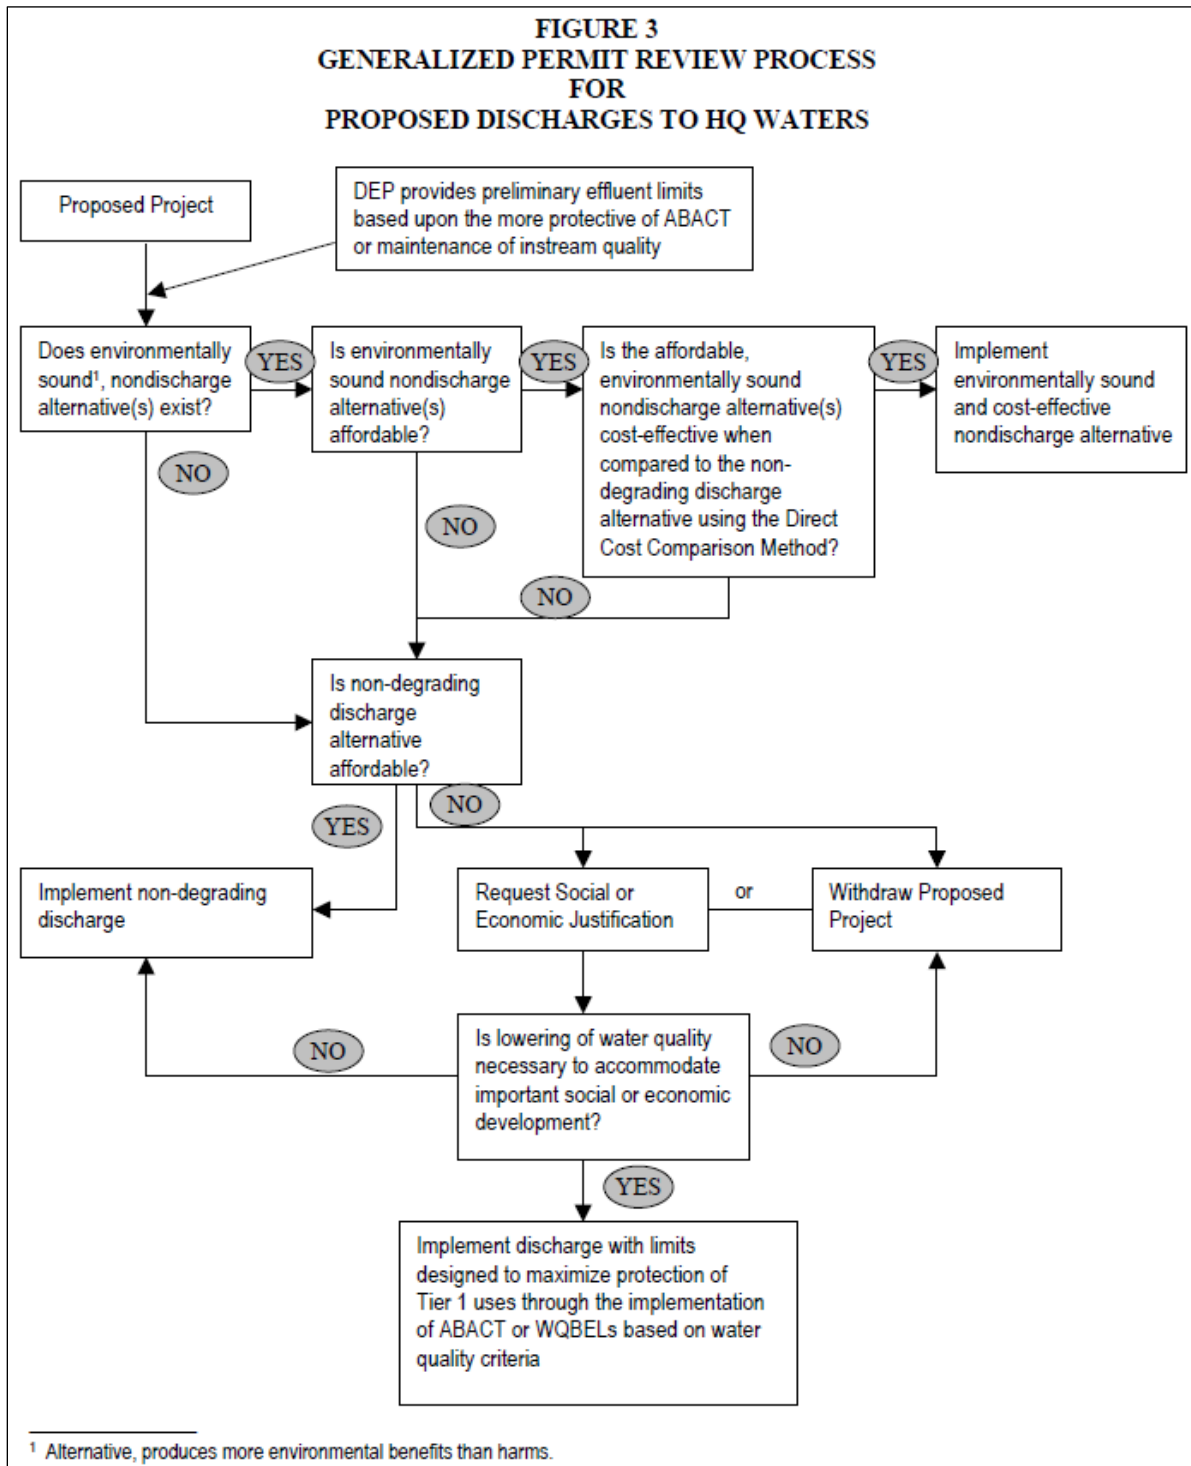 FIGURE 3
GENERALIZED PERMIT REVIEW PROCESS
FOR
PROPOSED DISCHARGES TO HQ WATERS
Proposed Project
DEP provides preliminary effluent limits
based upon the more protective of ABACT
or maintenance of instream quality
Does environmentally
sound¹, nondischarge
alternative(s) exist?
YES
Is environmentally
sound nondischarge
alternative(s)
affordable?
YES
Is the affordable,
environmentally sound
nondischarge alternative(s)
cost-effective when
compared to the non-
degrading discharge
alternative using the Direct
Cost Comparison Method?
YES
Implement
environmentally sound
and cost-effective
nondischarge alternative
NO
NO
NO
Is non-degrading
discharge
alternative
affordable?
YES
NO
Implement non-degrading
discharge
Request Social or
Economic Justification
or
Withdraw Proposed
Project
NO
Is lowering of water quality
necessary to accommodate
important social or economic
development?
NO
YES
Implement discharge with limits
designed to maximize protection of
Tier 1 uses through the implementation
of ABACT or WQBELs based on water
quality criteria
¹ Alternative, produces more environmental benefits than harms.